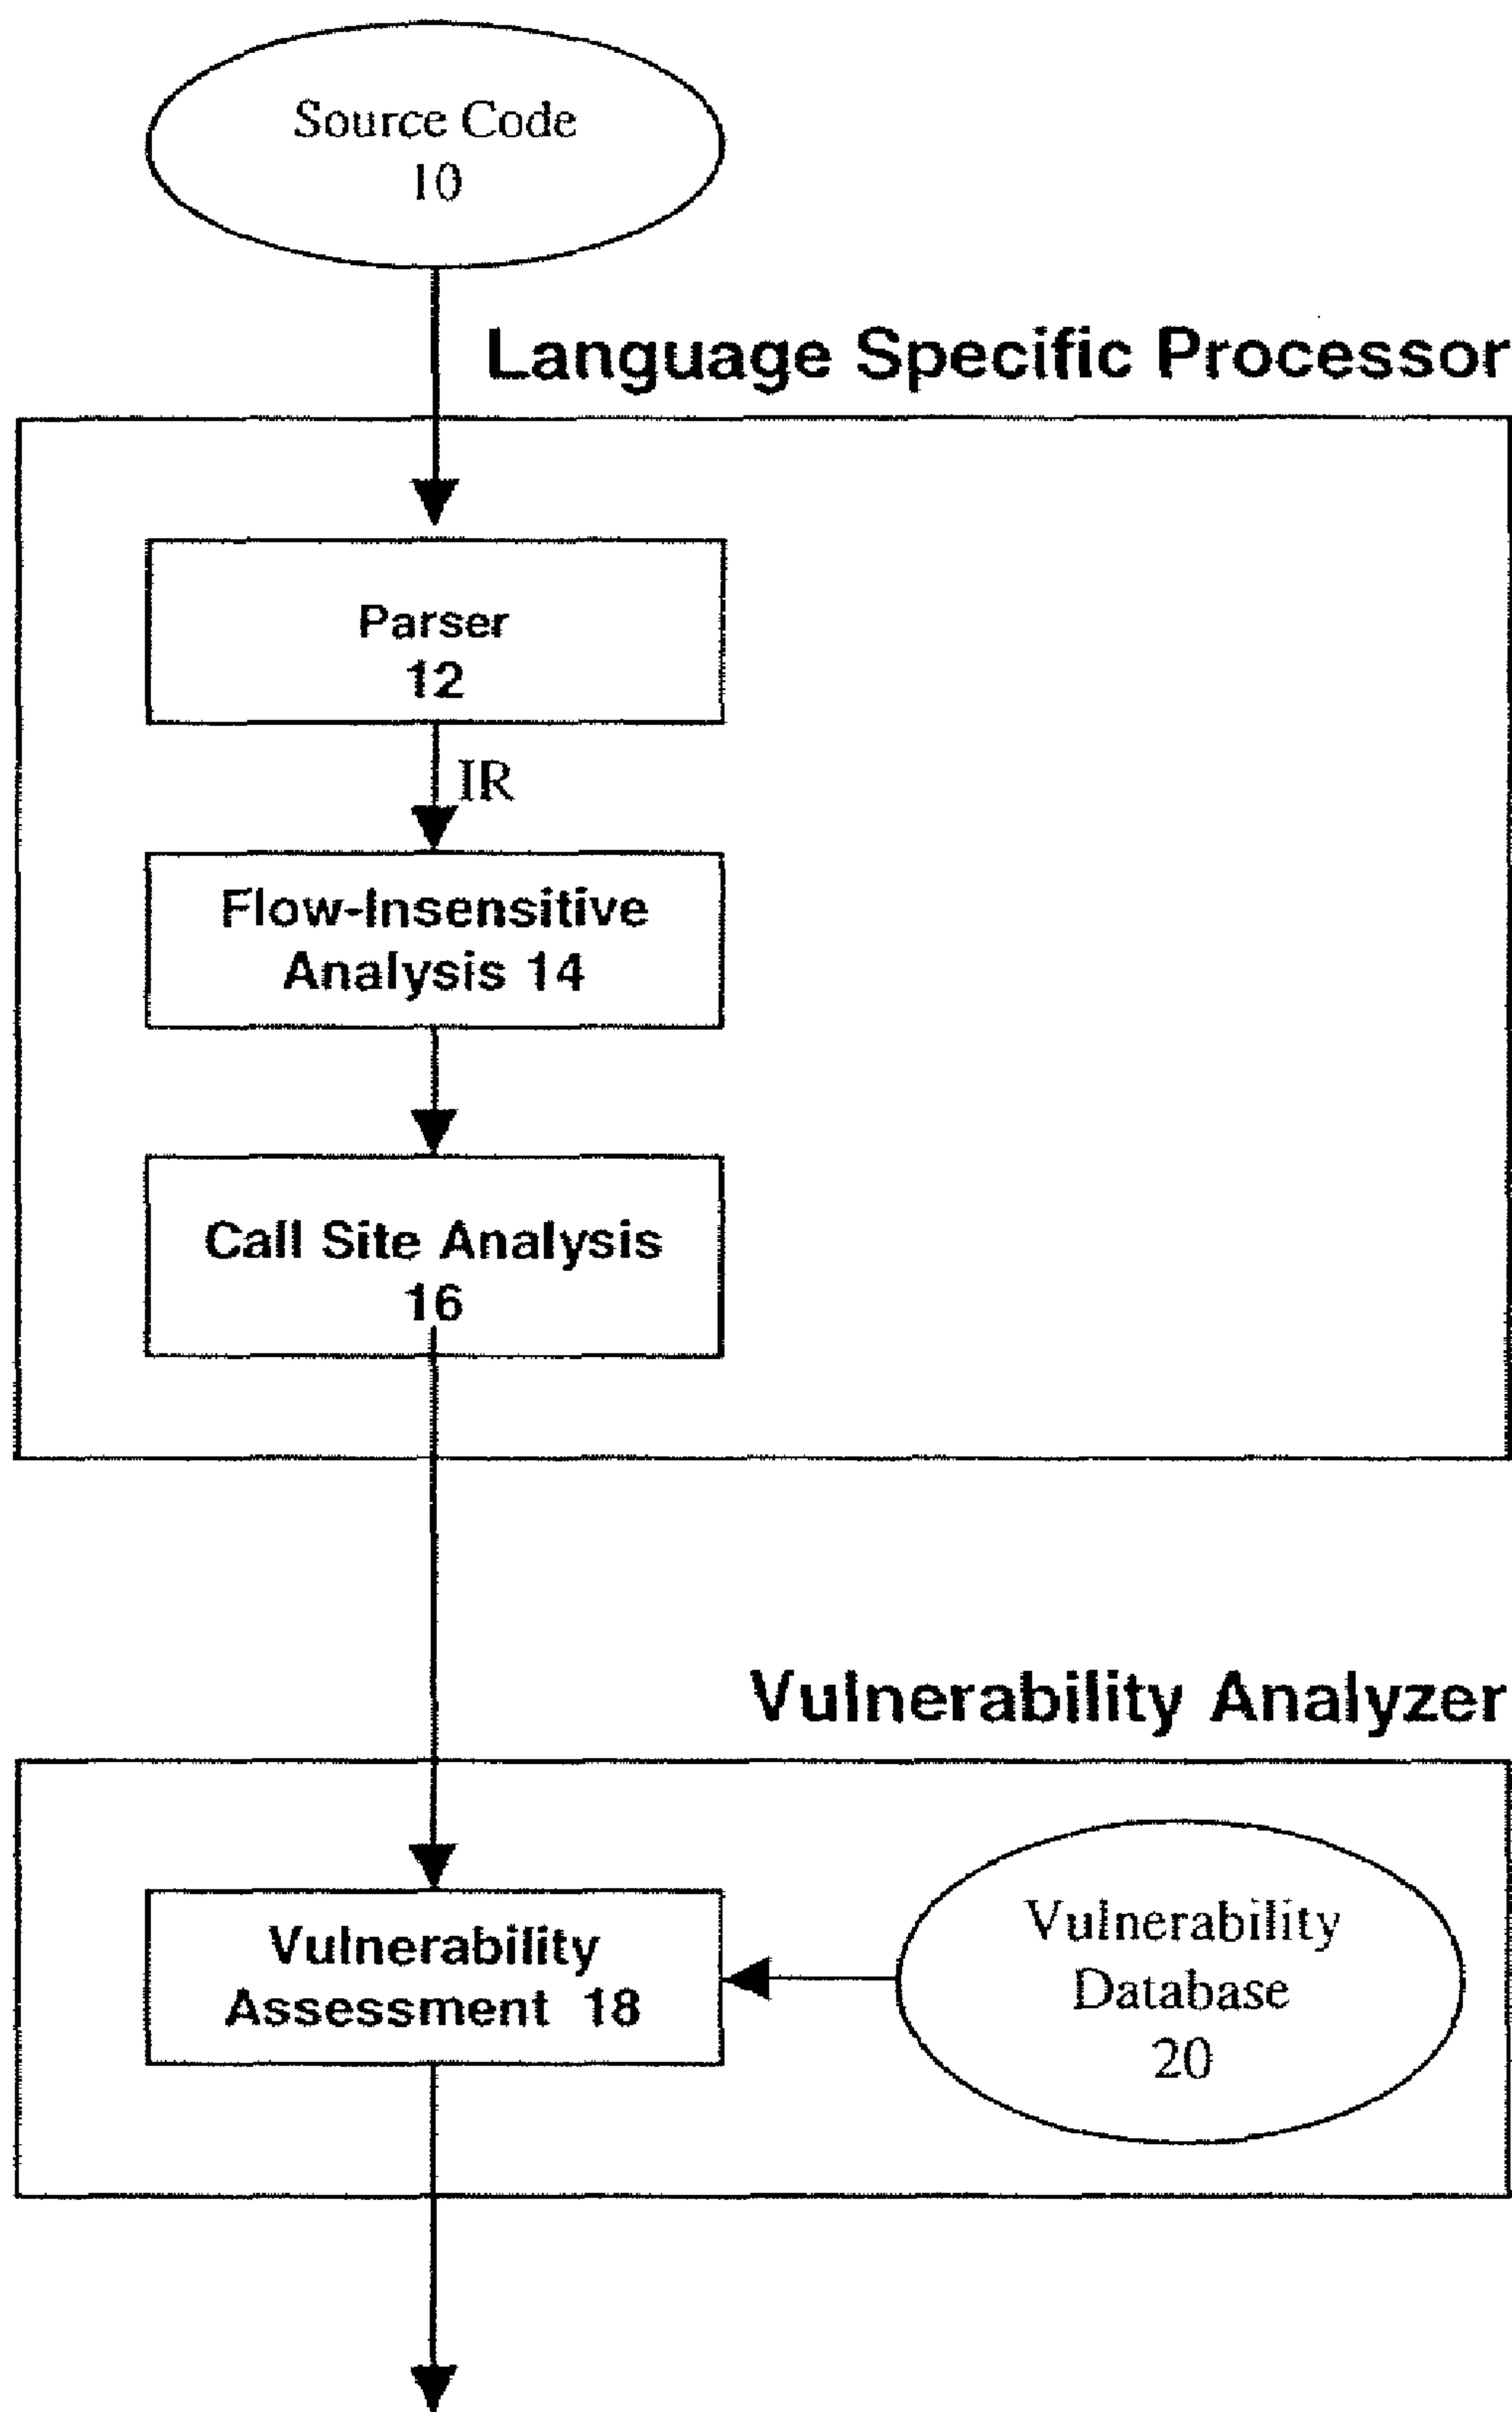 Source Code
10
Language Specific Processor
Parser
12
IR
Flow-Insensitive
Analysis 14
Call Site Analysis
16
Vulnerability Analyzer
Vulnerability
Assessment 18
Vulnerability
Database
20